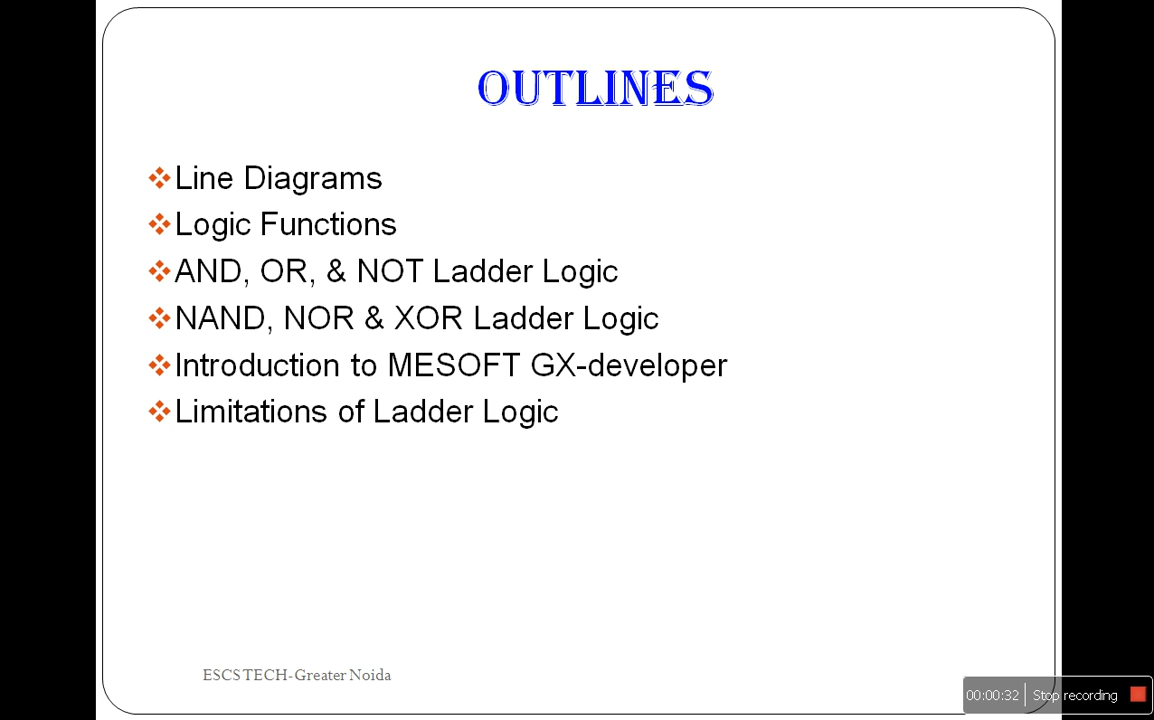 OUTLINES
Line Diagrams
Logic Functions
AND, OR, & NOT Ladder Logic
NAND, NOR & XOR Ladder Logic
Introduction to MESOFT GX-developer
Limitations of Ladder Logic
ESCSTECH-Greater Noida
00:00:32 Stop recording